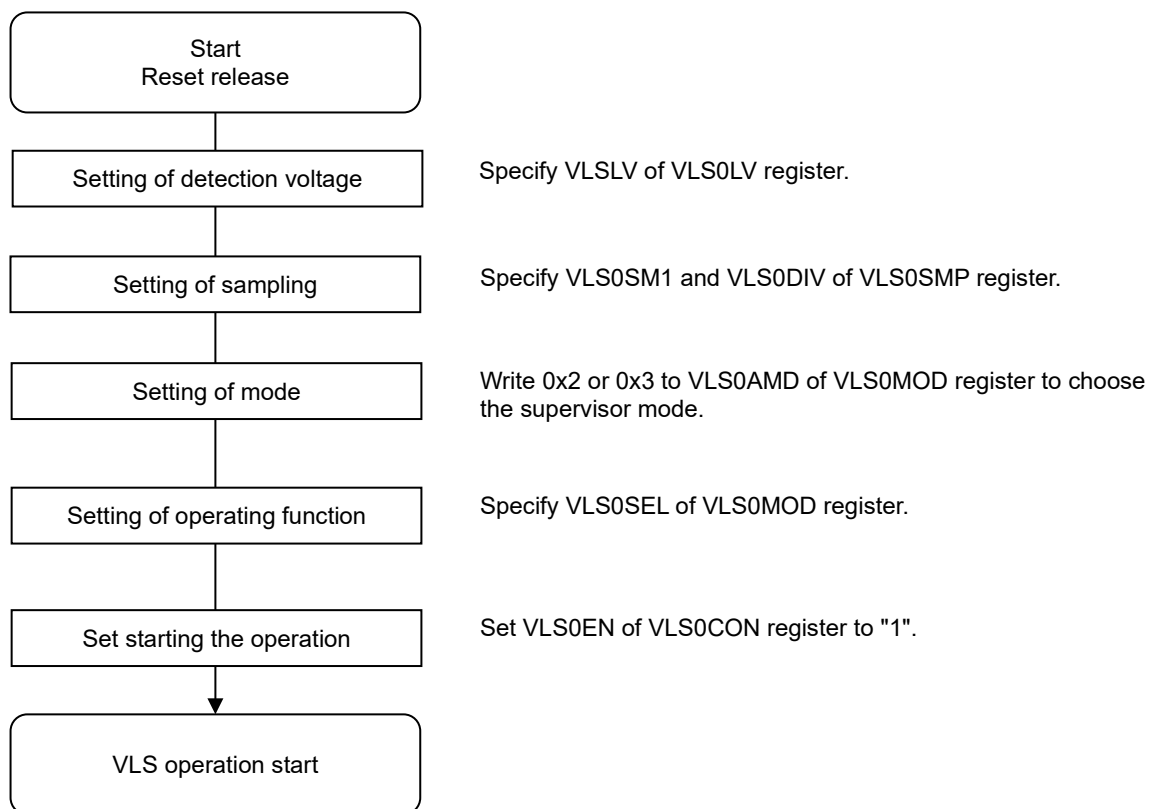 Start
Reset release
Setting of detection voltage
Specify VLSLV of VLS0LV register.
Setting of sampling
Specify VLS0SM1 and VLS0DIV of VLS0SMP register.
Setting of mode
Write 0x2 or 0x3 to VLS0AMD of VLS0MOD register to choose
the supervisor mode.
Setting of operating function
Specify VLS0SEL of VLS0MOD register.
Set starting the operation
Set VLS0EN of VLS0CON register to "1".
VLS operation start